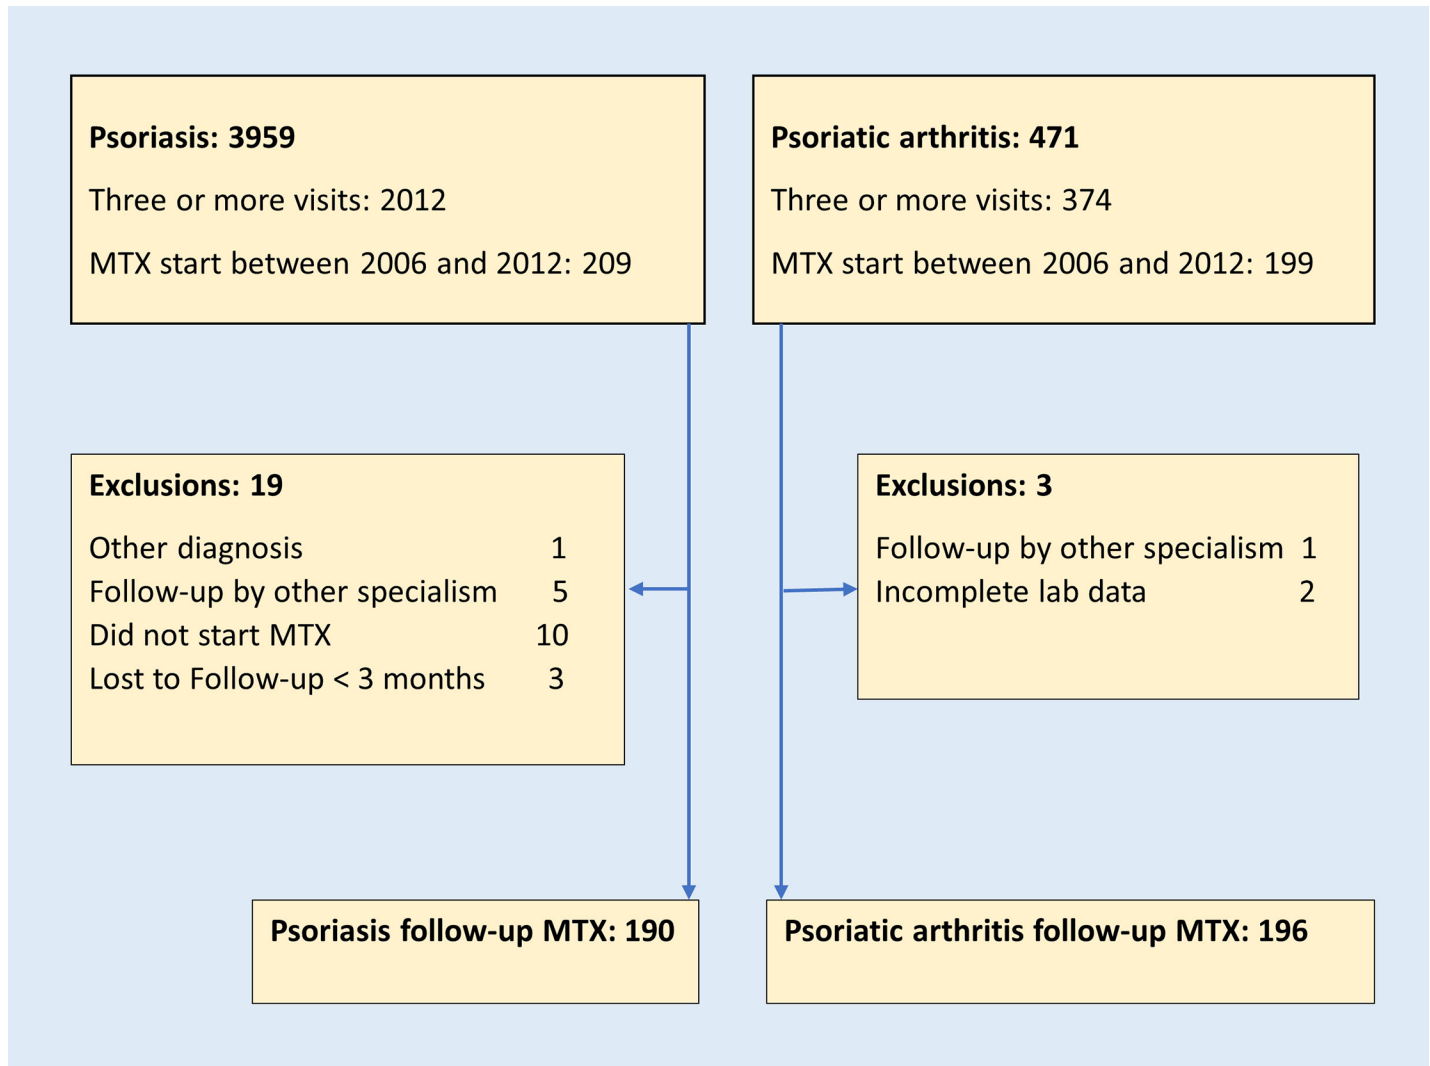 Psoriasis: 3959
Three or more visits: 2012
MTX start between 2006 and 2012: 209
Psoriatic arthritis: 471
Three or more visits: 374
MTX start between 2006 and 2012: 199
Exclusions: 19
Other diagnosis 1
Follow-up by other specialism 5
Did not start MTX 10
Lost to Follow-up < 3 months 3
Exclusions: 3
Follow-up by other specialism 1
Incomplete lab data 2
Psoriasis follow-up MTX: 190
Psoriatic arthritis follow-up MTX: 196